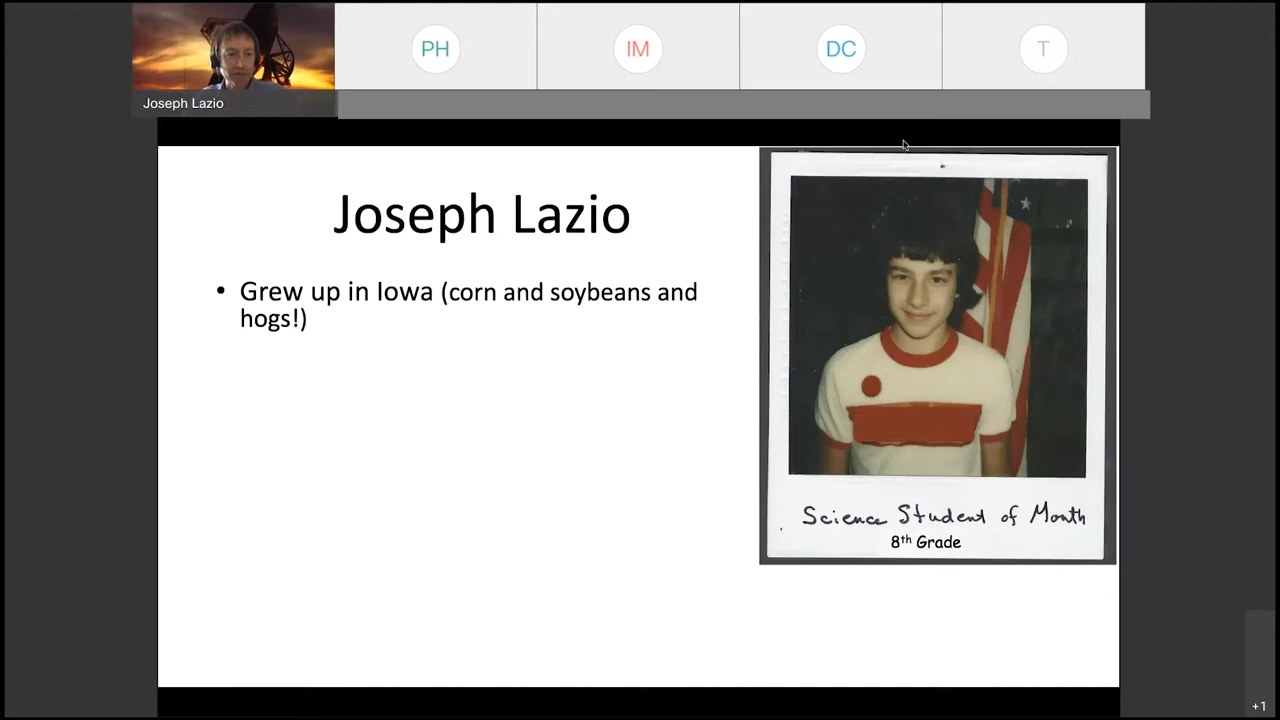 PH
IM
DC
T
Joseph Lazio
Joseph Lazio
• Grew up in Iowa (corn and soybeans and
hogs!)
Science Student of Month
8th Grade
+1